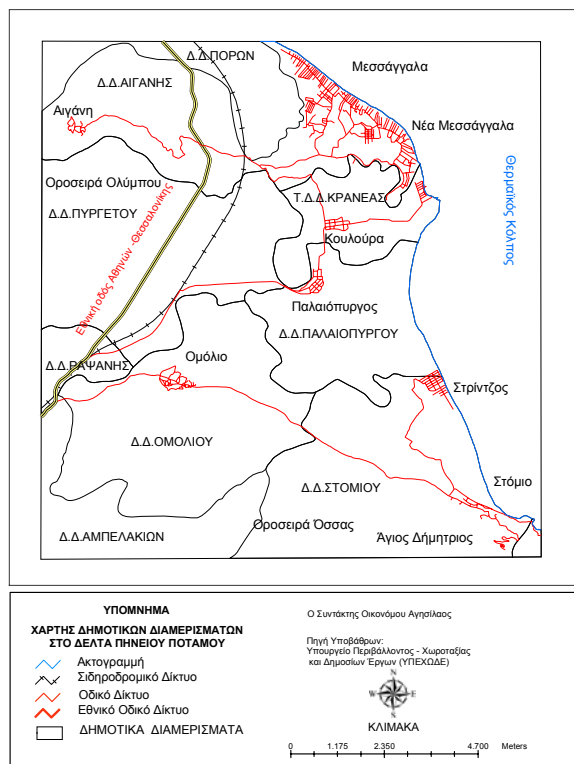 Δ.Δ.ΠΟΡΩΝ
Μεσσάγγαλα
Δ.Δ.ΑΙΓΑΝΗΣ
Αιγάνη
Νέα Μεσσάγγαλα
Θερμαϊκός Κόλπος
Οροσειρά Ολύμπου
Τ.Δ.Δ.ΚΡΑΝΕΑΣ
Δ.Δ.ΠΥΡΓΕΤΟΥ
Κουλούρα
Εθνική οδός Αθηνών -Θεσσαλονίκης
Παλαιόπυργος
Δ.Δ.ΠΑΛΑΙΟΠΥΡΓΟΥ
Δ.Δ.ΡΑΨΑΝΗΣ
Ομόλιο
Στρίντζος
Δ.Δ.ΟΜΟΛΙΟΥ
Στόμιο
Δ.Δ.ΣΤΟΜΙΟΥ
Οροσειρά Όσσας
Δ.Δ.ΑΜΠΕΛΑΚΙΩΝ
Άγιος Δήμητριος
ΥΠΟΜΝΗΜΑ
ΧΑΡΤΗΣ ΔΗΜΟΤΙΚΩΝ ΔΙΑΜΕΡΙΣΜΑΤΩΝ
ΣΤΟ ΔΕΛΤΑ ΠΗΝΕΙΟΥ ΠΟΤΑΜΟΥ
Ακτογραμμή
Σιδηροδρομικό Δίκτυο
Οδικό Δίκτυο
Εθνικό Οδικό Δίκτυο
ΔΗΜΟΤΙΚΑ ΔΙΑΜΕΡΙΣΜΑΤΑ
Ο Συντάκτης Οικονόμου Αγησίλαος
Πηγή Υποβάθρου:
Υπουργείο Περιβάλλοντος - Χωροταξίας
και Δημοσίων Έργων (ΥΠΕΧΩΔΕ)
N
W E
S
ΚΛΙΜΑΚΑ
0 1.175 2.350 4.700 Meters